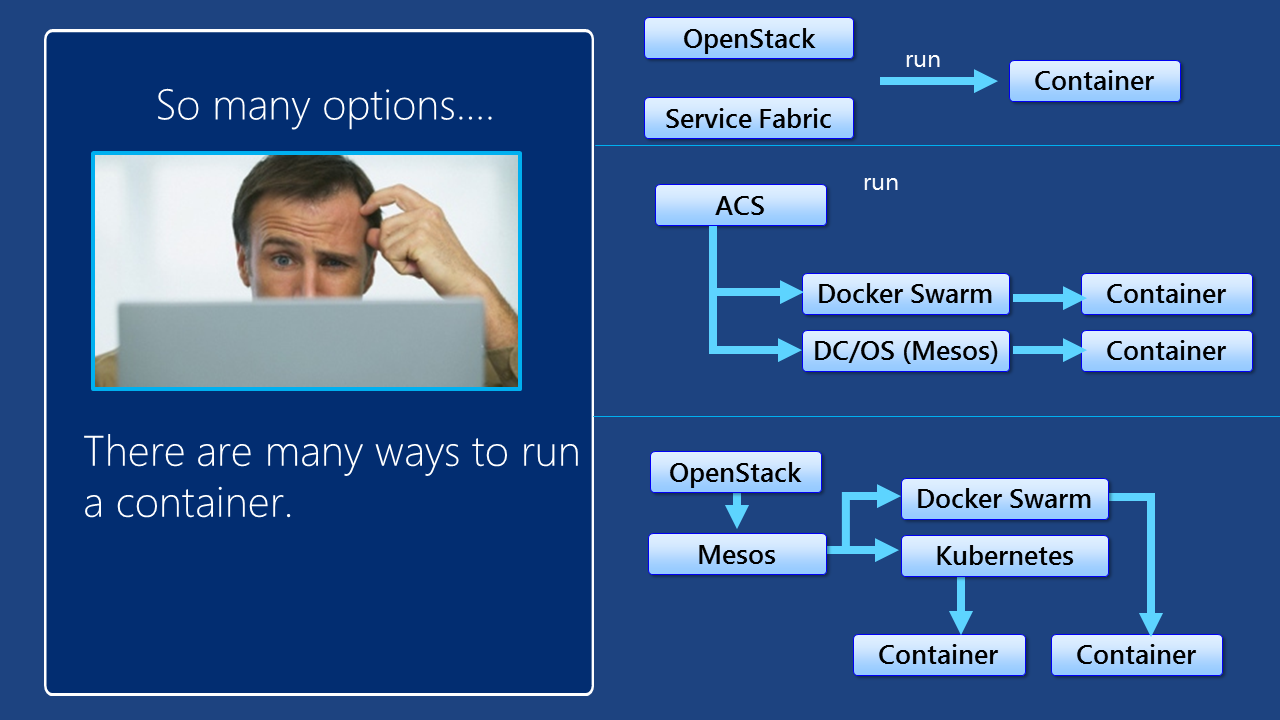 So many options....
There are many ways to run
a container.
OpenStack
run
Container
Service Fabric
run
ACS
Docker Swarm
Container
DC/OS (Mesos)
Container
OpenStack
Docker Swarm
Mesos
Kubernetes
Container
Container